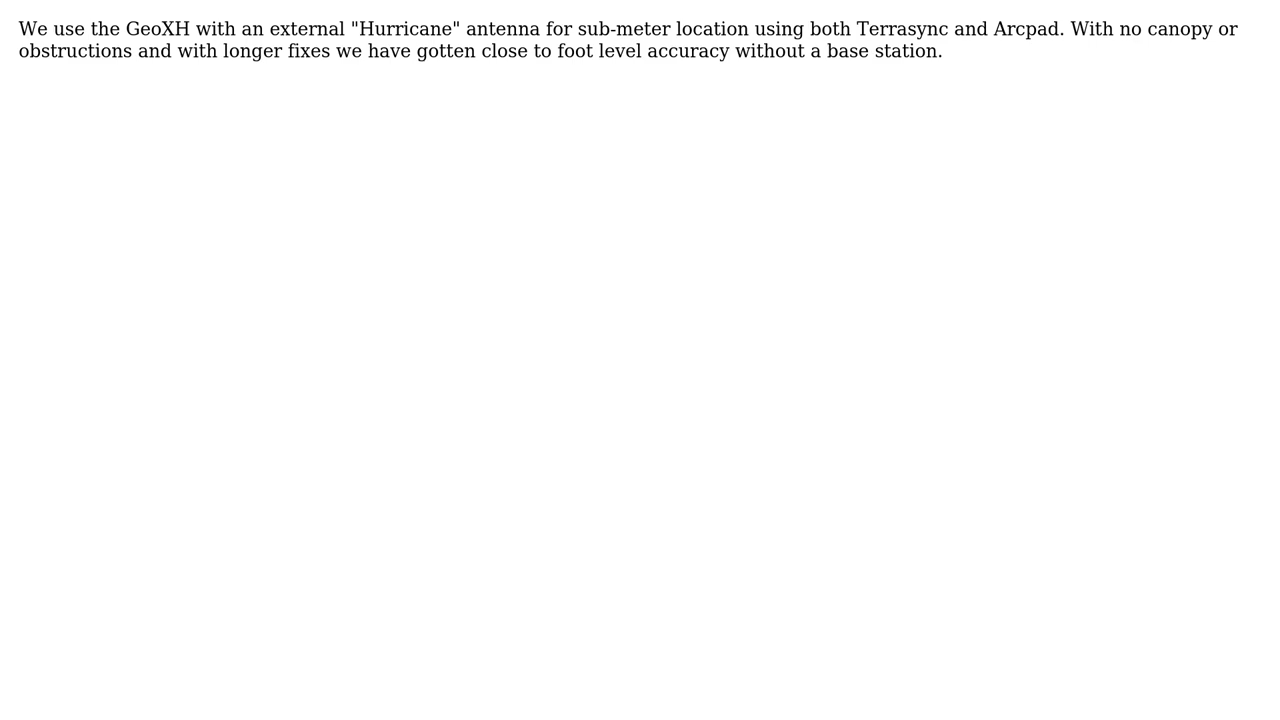 We use the GeoXH with an external "Hurricane" antenna for sub-meter location using both Terrasync and Arcpad. With no canopy or
obstructions and with longer fixes we have gotten close to foot level accuracy without a base station.